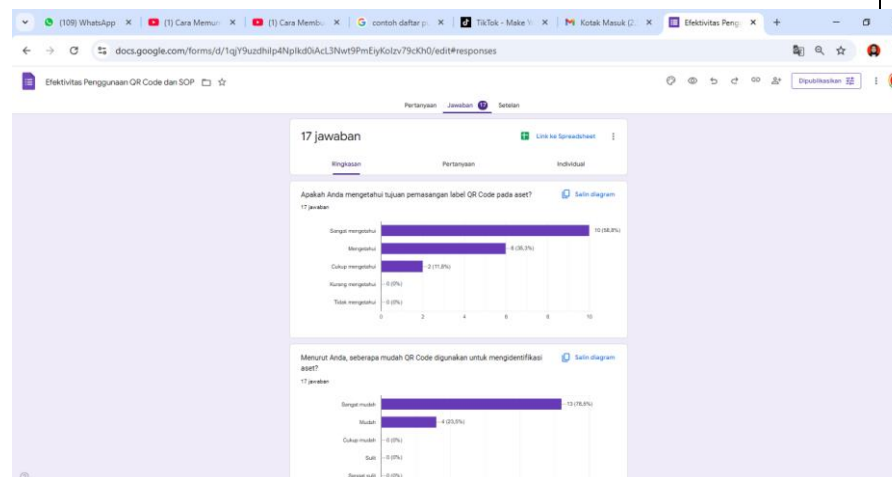 (109) WhatsApp
(1) Cara Memun
(1) Cara Membu
contoh daftar p
TikTok - Make Y
Kotak Masuk (2.
Efektivitas Peng
docs.google.com/forms/d/
/edit#responses
Efektivitas Penggunaan QR Code dan SOP
Dipublikasikan
Pertanyaan Jawaban 17 Setelan
17 jawaban
Link ke Spreadsheet
Ringkasan Pertanyaan Individual
Apakah Anda mengetahui tujuan pemasangan label QR Code pada aset?
Salin diagram
17 jawaban
Sangat mengetahui
10 (58,8%)
Mengetahui
6 (35,3%)
Cukup mengetahui
2 (11,8%)
Kurang mengetahui
0 (0%)
Tidak mengetahui
0 (0%)
0 2 4 6 8 10
Menurut Anda, seberapa mudah QR Code digunakan untuk mengidentifikasi
aset?
Salin diagram
17 jawaban
Sangat mudah
13 (76,5%)
Mudah
4 (23,5%)
Cukup mudah
0 (0%)
Sulit
0 (0%)
Sangat sulit
0 (0%)